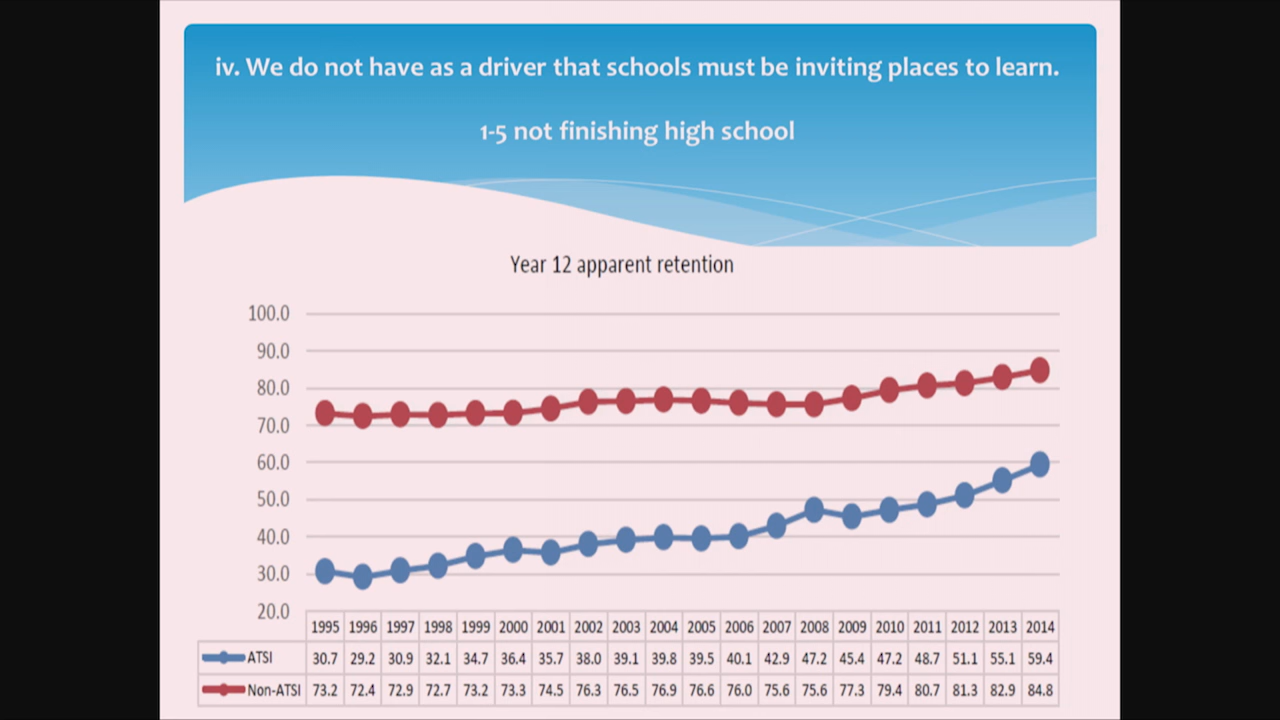 iv. We do not have as a driver that schools must be inviting places to learn.
1-5 not finishing high school
Year 12 apparent retention
100.0
90.0
80.0
70.0
60.0
50.0
40.0
30.0
20.0
1995 1996 1997 1998 1999 2000 2001 2002 2003 2004 2005 2006 2007 2008 2009 2010 2011 2012 2013 2014
ATSI 30.7 29.2 30.9 32.1 34.7 36.4 35.7 38.0 39.1 39.8 39.5 40.1 42.9 47.2 45.4 47.2 48.7 51.1 55.1 59.4
Non-ATSI 73.2 72.4 72.9 72.7 73.2 73.3 74.5 76.3 76.5 76.9 76.6 76.0 75.6 75.6 77.3 79.4 80.7 81.3 82.9 84.8